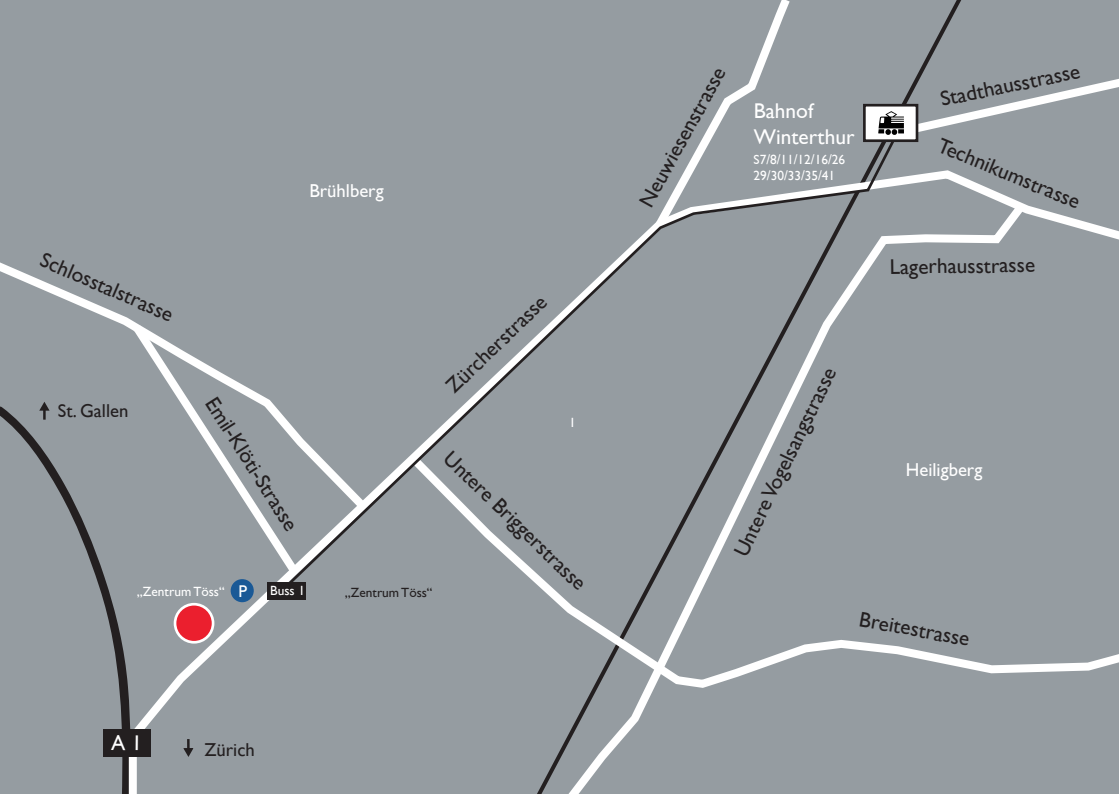 Stadthausstrasse
Neuwiesenstrasse
Bahnof
Winterthur
S7/8/11/12/16/26
29/30/33/35/41
Technikumstrasse
Brühlberg
Lagerhausstrasse
Schlosstalstrasse
Zürcherstrasse
St. Gallen
Emil-Klöti-Strasse
1
Untere Vogelsangstrasse
Untere Briggerstrasse
Heiligberg
„Zentrum Töss“
P
Buss 1
„Zentrum Töss“
Breitestrasse
A 1
Zürich